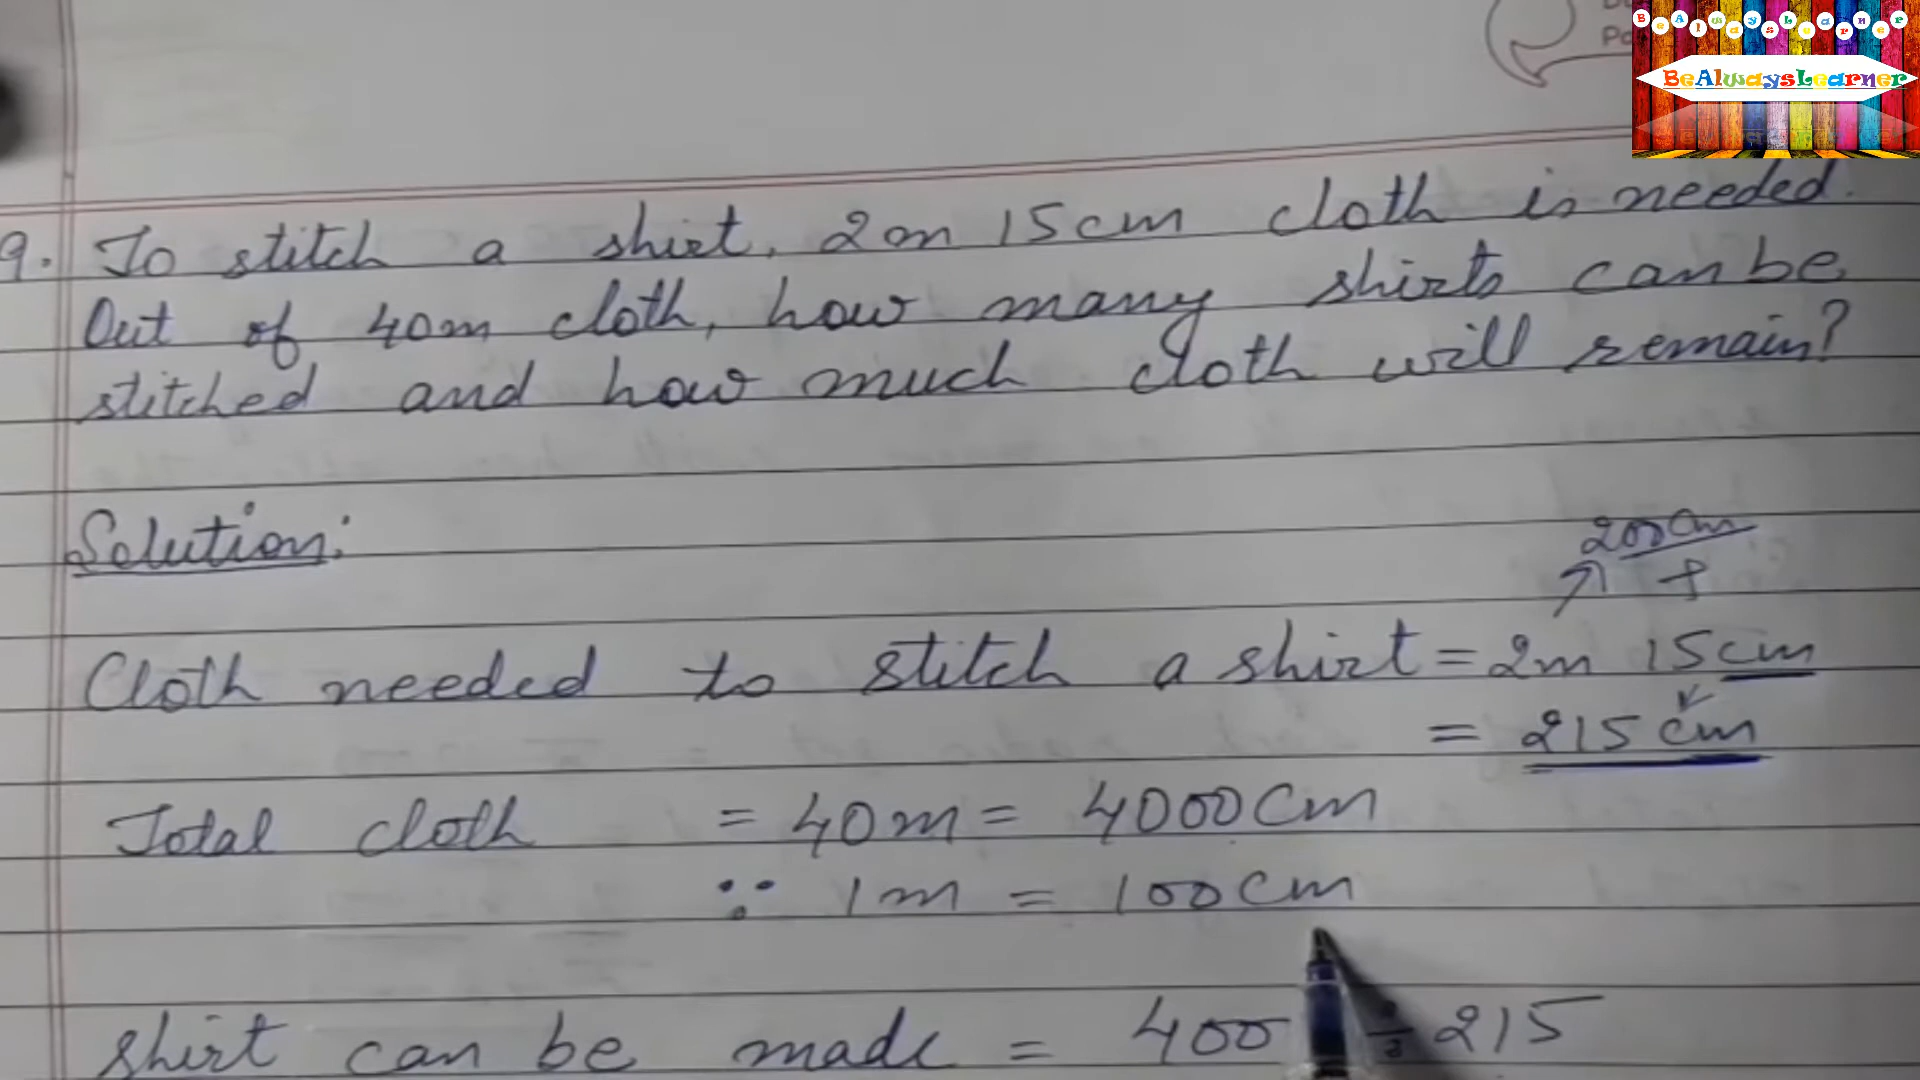 BeAlwaysLearner
BeAlwaysLearner
9. To stitch a shirt, 2m 15cm cloth is needed.
Out of 40m cloth, how many shirts can be
stitched and how much cloth will remain?
Solution:
200cm
+
Cloth needed to stitch a shirt = 2m 15cm
= 215cm
Total cloth = 40m = 4000cm
∵ 1m = 100cm
shirt can be made = 400 ÷ 215